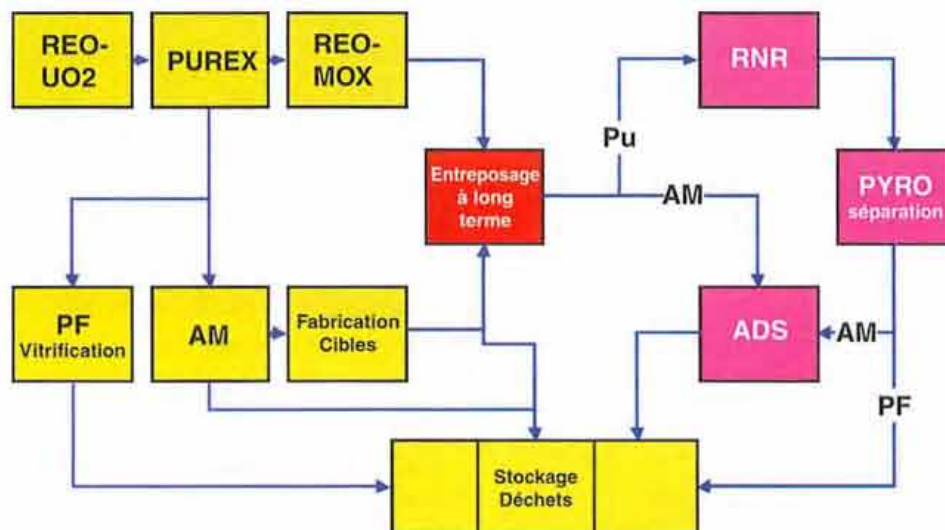 REO-
UO2
PUREX
REO-
MOX
RNR
Pu
Entreposage
à long
terme
AM
PYRO
séparation
PF
Vitrification
AM
Fabrication
Cibles
ADS
AM
PF
Stockage
Déchets